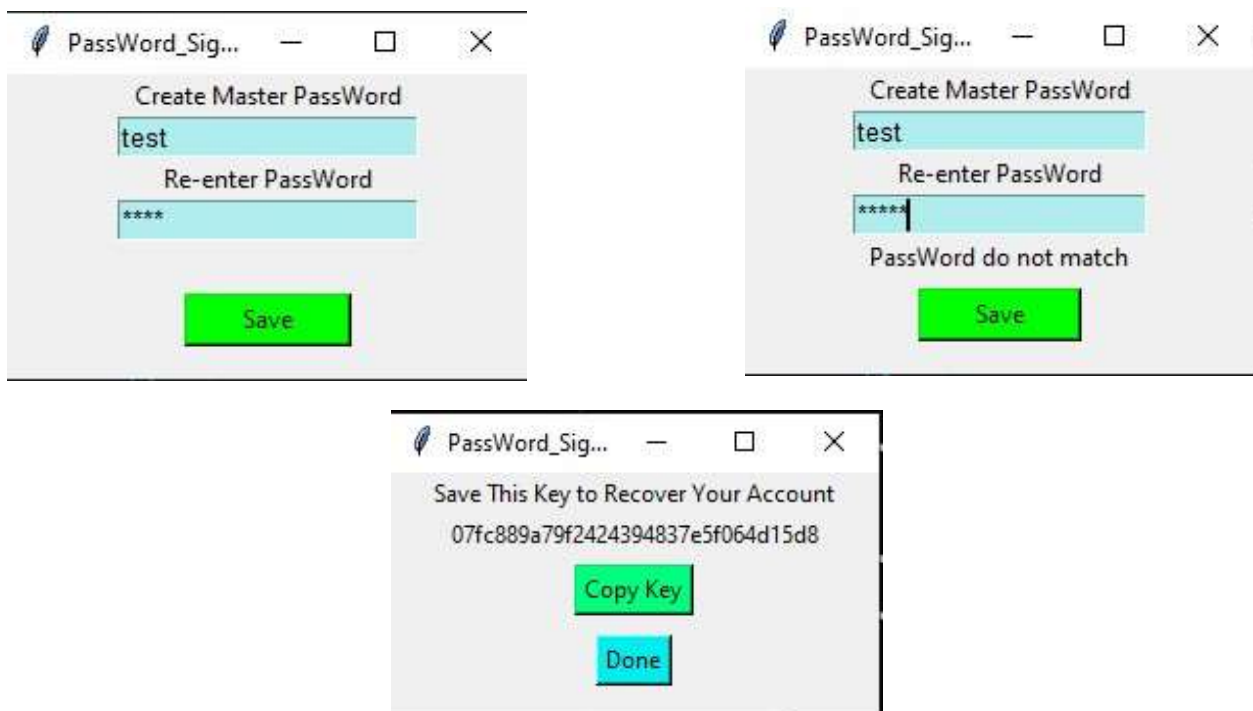 PassWord_Sig...
Create Master PassWord
test
Re-enter PassWord
****
Save
PassWord_Sig...
Create Master PassWord
test
Re-enter PassWord
*****
PassWord do not match
Save
PassWord_Sig...
Save This Key to Recover Your Account
07fc889a79f2424394837e5f064d15d8
Copy Key
Done